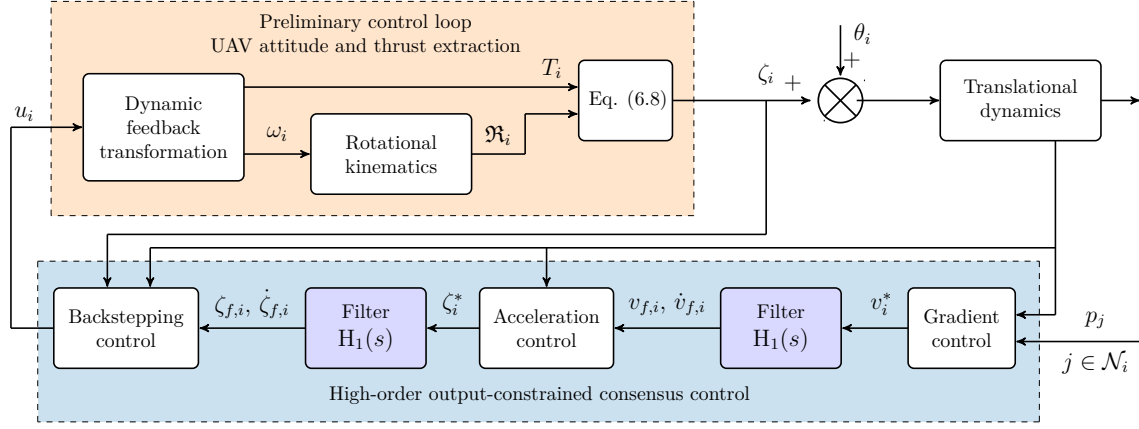 Preliminary control loop
UAV attitude and thrust extraction
θ_i
T_i
ζ_i
+
+
u_i
Dynamic
feedback
transformation
Eq. (6.8)
Translational
dynamics
ω_i
Rotational
kinematics
ℜ_i
Backstepping
control
ζ_{f,i}, ζ̇_{f,i}
Filter
H_1(s)
ζ_i^*
Acceleration
control
v_{f,i}, v̇_{f,i}
Filter
H_1(s)
v_i^*
Gradient
control
p_j
j ∈ 𝒩_i
High-order output-constrained consensus control